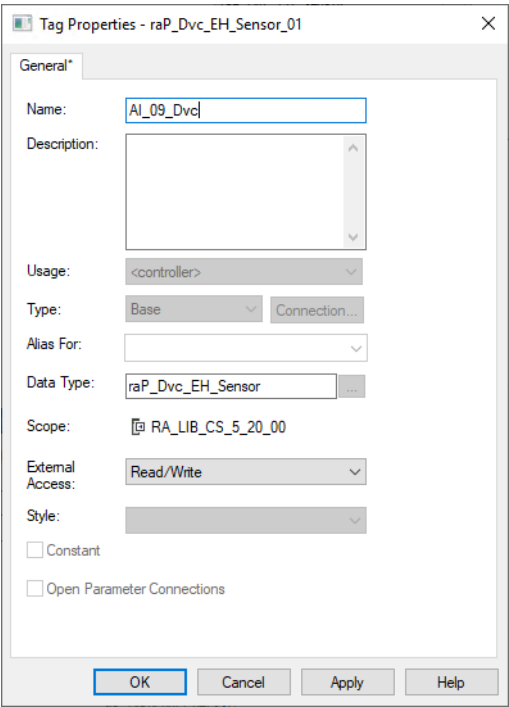 Tag Properties - raP_Dvc_EH_Sensor_01
General*
Name: AI_09_Dvc
Description:
Usage: <controller>
Type: Base Connection...
Alias For:
Data Type: raP_Dvc_EH_Sensor ...
Scope: RA_LIB_CS_5_20_00
External Access: Read/Write
Style:
Constant
Open Parameter Connections
OK Cancel Apply Help